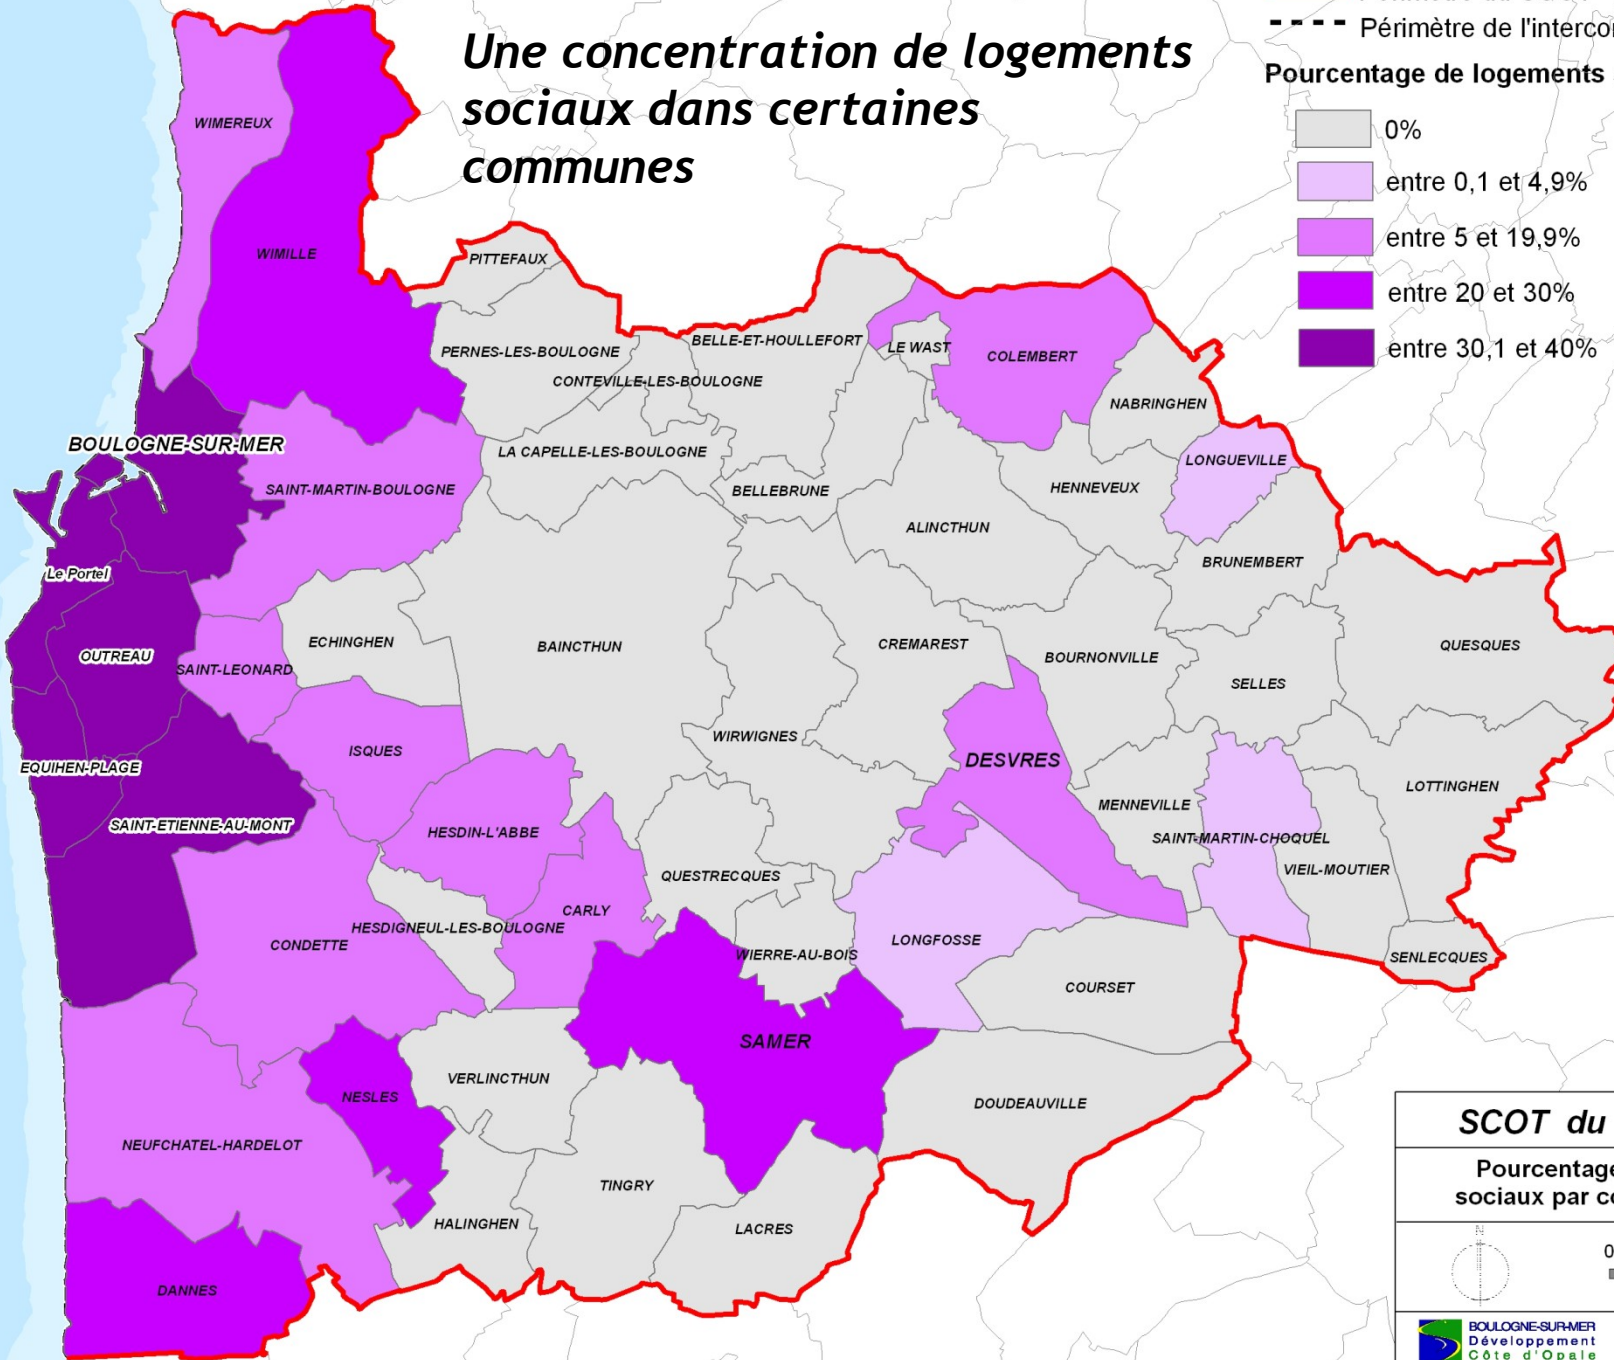 Une concentration de logements
sociaux dans certaines
communes
Périmètre de l'interco
Pourcentage de logements
0%
entre 0,1 et 4,9%
entre 5 et 19,9%
entre 20 et 30%
entre 30,1 et 40%
WIMEREUX
WIMILLE
PITTEFAUX
PERNES-LES-BOULOGNE
BELLE-ET-HOULLEFORT
LE WAST
COLEMBERT
CONTEVILLE-LES-BOULOGNE
NABRINGHEN
BOULOGNE-SUR-MER
LA CAPELLE-LES-BOULOGNE
LONGUEVILLE
SAINT-MARTIN-BOULOGNE
BELLEBRUNE
HENNEVEUX
ALINCTHUN
BRUNEMBERT
Le Portel
ECHINGHEN
BAINCTHUN
CREMAREST
BOURNONVILLE
QUESQUES
OUTREAU
SAINT-LEONARD
SELLES
ISQUES
WIRWIGNES
DESVRES
EQUIHEN-PLAGE
LOTTINGHEN
MENNEVILLE
SAINT-ETIENNE-AU-MONT
HESDIN-L'ABBE
SAINT-MARTIN-CHOQUEL
QUESTRECQUES
VIEIL-MOUTIER
CARLY
HESDIGNEUL-LES-BOULOGNE
CONDETTE
LONGFOSSE
WIERRE-AU-BOIS
SENLECQUES
COURSET
SAMER
VERLINCTHUN
NESLES
DOUDEAUVILLE
NEUFCHATEL-HARDELOT
TINGRY
HALINGHEN
LACRES
DANNES
SCOT du
Pourcentage
sociaux par co
N
0
BOULOGNE-SUR-MER
Développement
Côte d'Opale